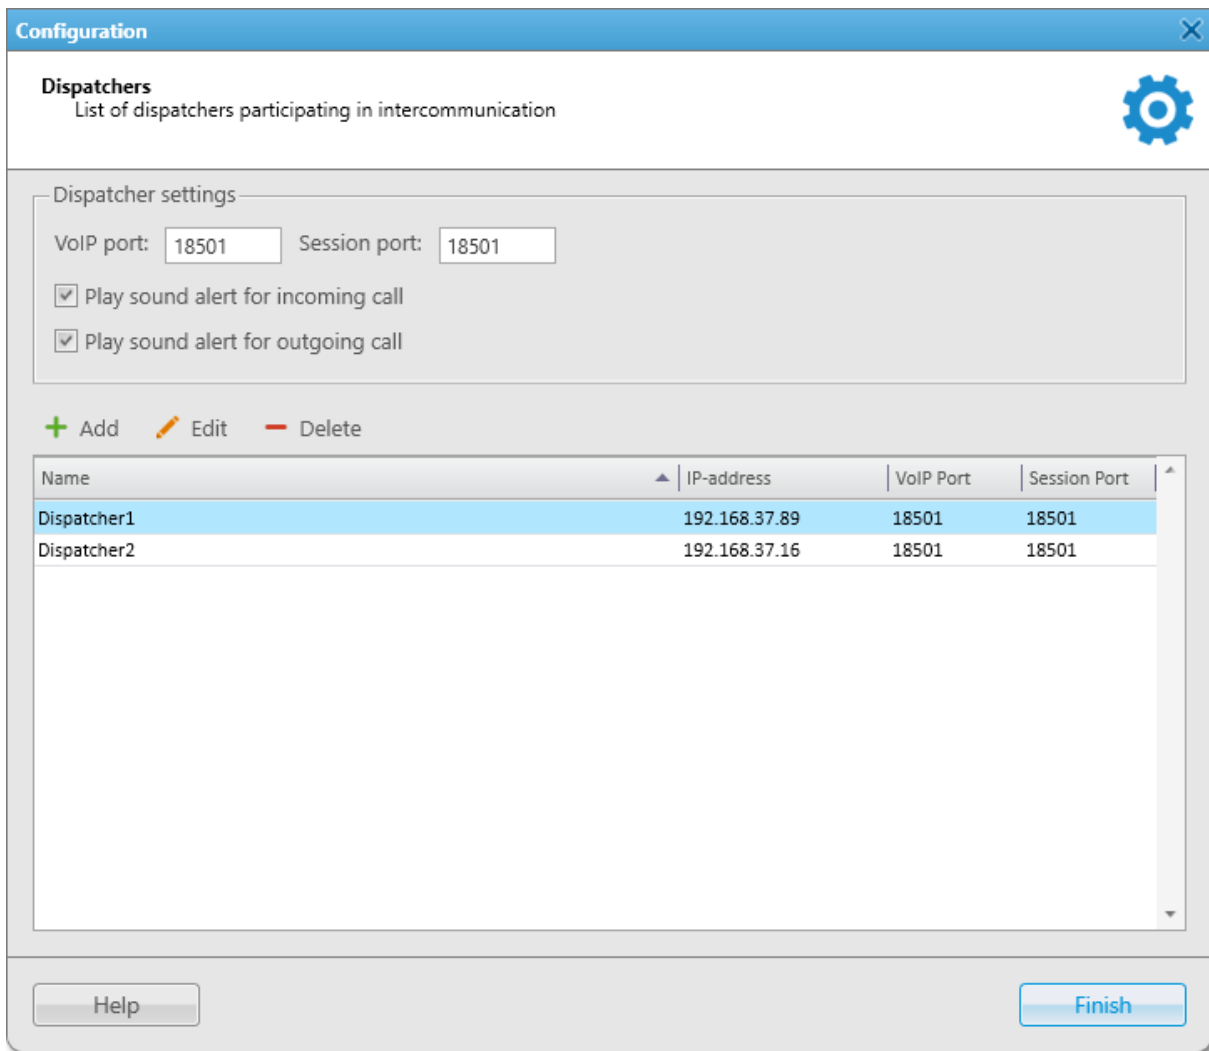 Configuration
Dispatchers
List of dispatchers participating in intercommunication
Dispatcher settings
VoIP port: 18501 Session port: 18501
Play sound alert for incoming call
Play sound alert for outgoing call
Add Edit Delete
Name IP-address VoIP Port Session Port
Dispatcher1 192.168.37.89 18501 18501
Dispatcher2 192.168.37.16 18501 18501
Help Finish